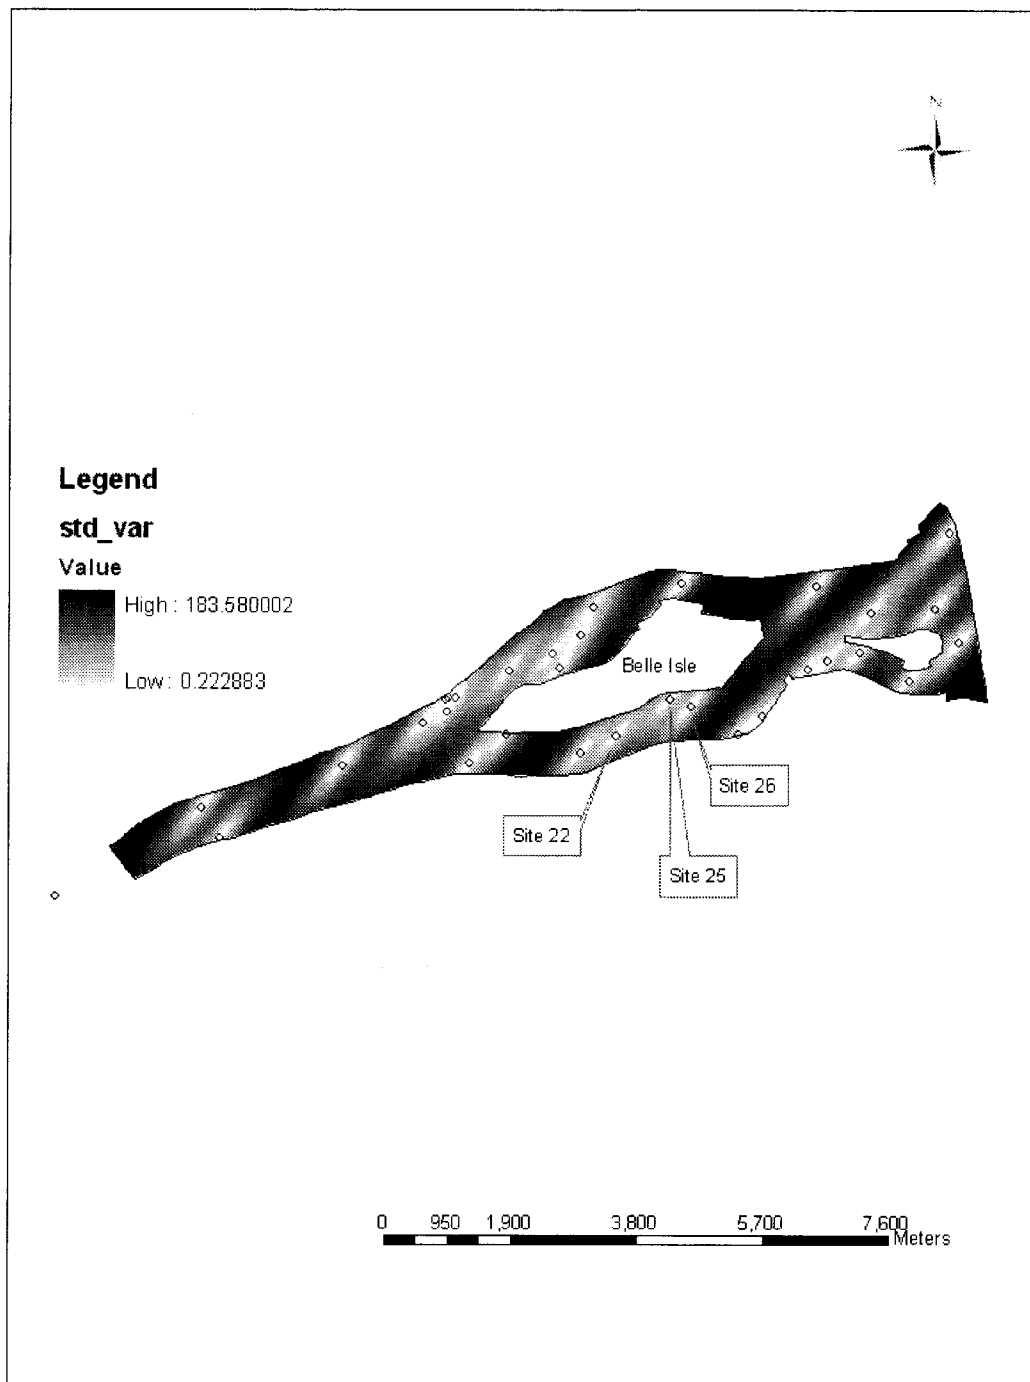 N
Legend
std_var
Value
High : 183.580002
Low : 0.222883
Belle Isle
Site 26
Site 22
Site 25
0 950 1,900 3,800 5,700 7,600
Meters